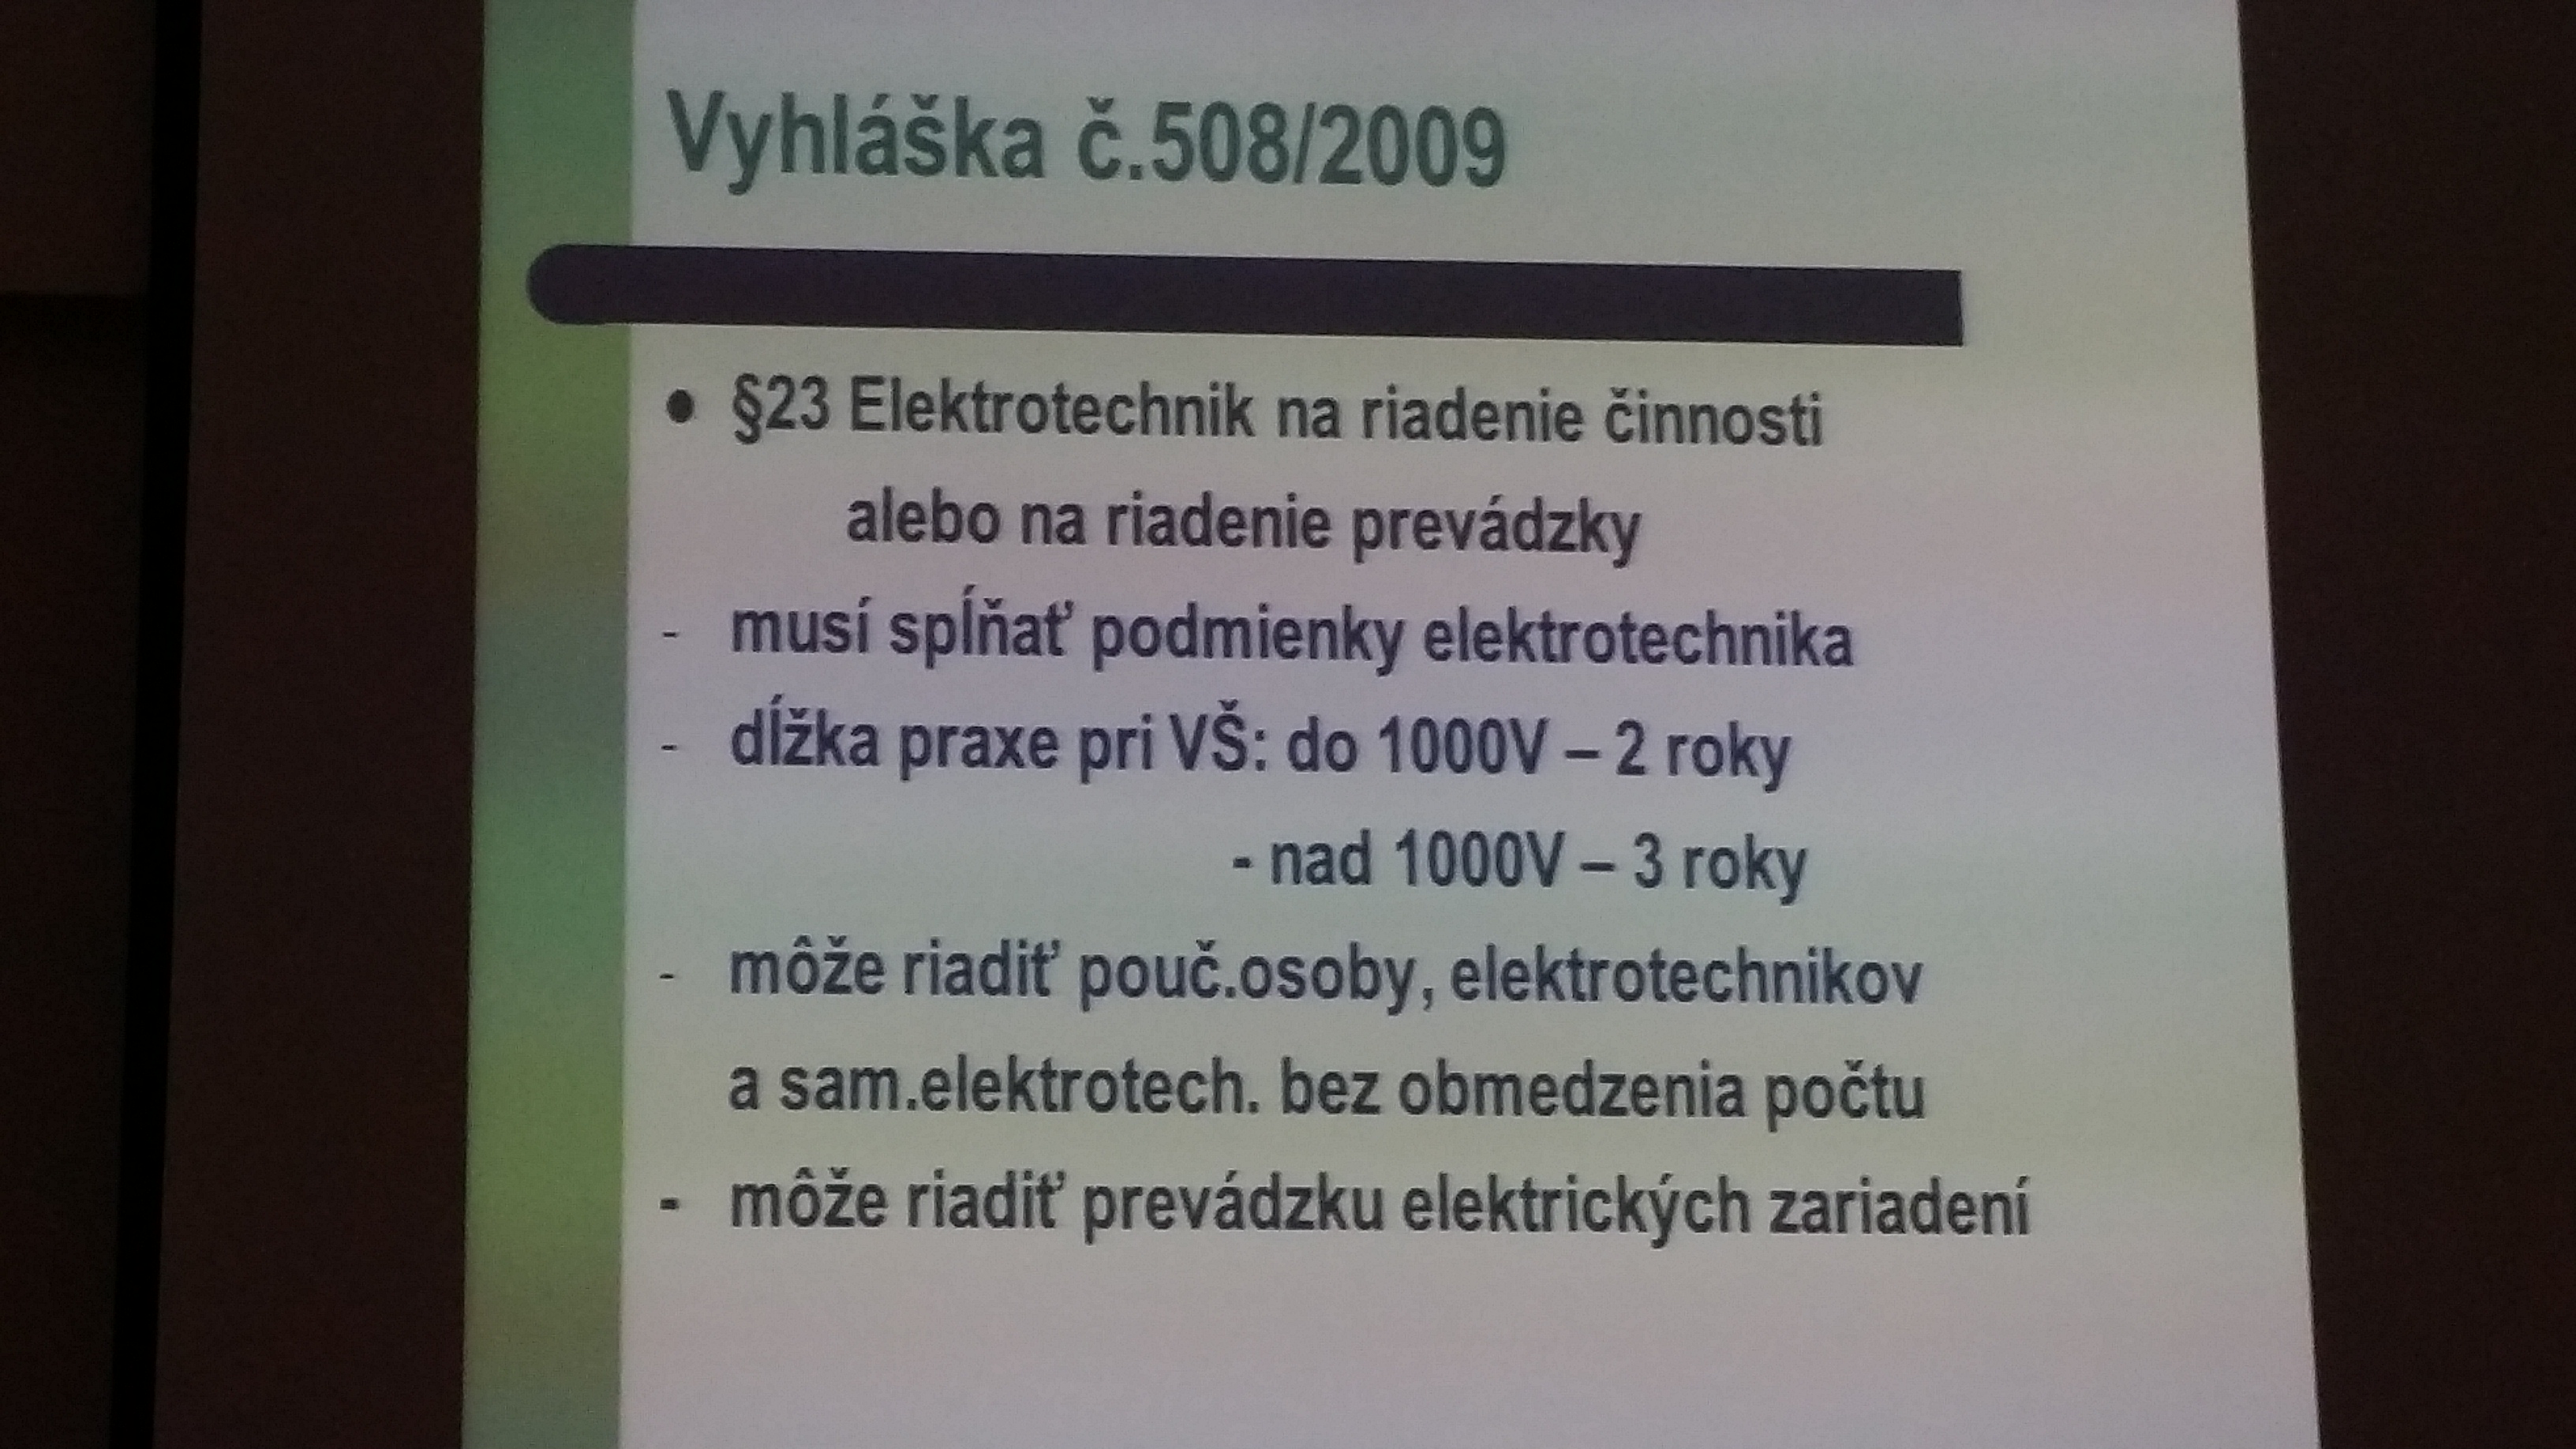 Vyhláška č.508/2009
• §23 Elektrotechnik na riadenie činnosti
alebo na riadenie prevádzky
- musí spĺňať podmienky elektrotechnika
- dĺžka praxe pri VŠ: do 1000V – 2 roky
- nad 1000V – 3 roky
- môže riadiť pouč.osoby, elektrotechnikov
a sam.elektrotech. bez obmedzenia počtu
- môže riadiť prevádzku elektrických zariadení